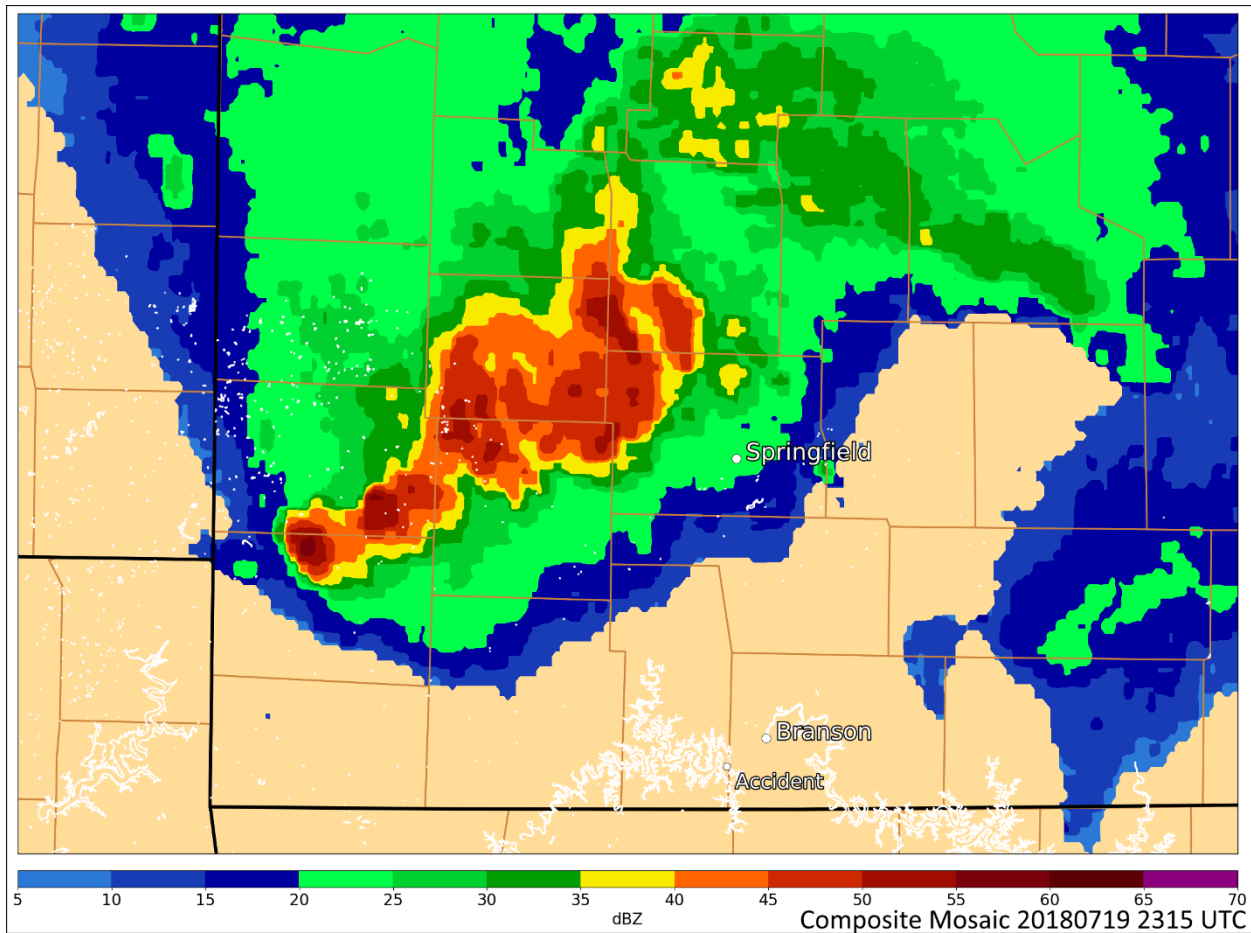 Springfield
Branson
Accident
5 10 15 20 25 30 35 40 45 50 55 60 65 70
dBZ
Composite Mosaic 20180719 2315 UTC